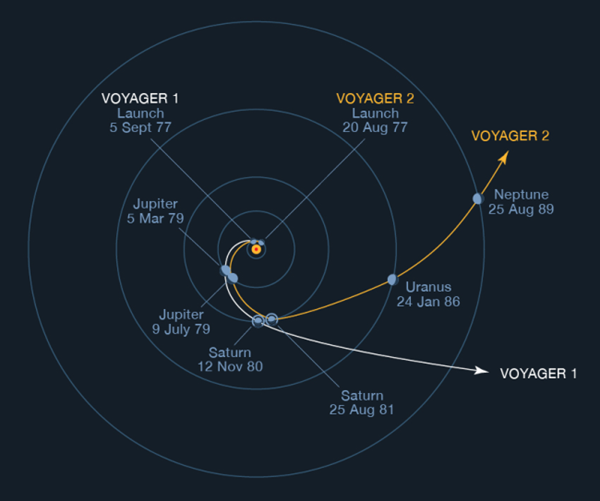 VOYAGER 1
Launch
5 Sept 77
VOYAGER 2
Launch
20 Aug 77
VOYAGER 2
Neptune
25 Aug 89
Jupiter
5 Mar 79
Uranus
24 Jan 86
Jupiter
9 July 79
Saturn
12 Nov 80
VOYAGER 1
Saturn
25 Aug 81